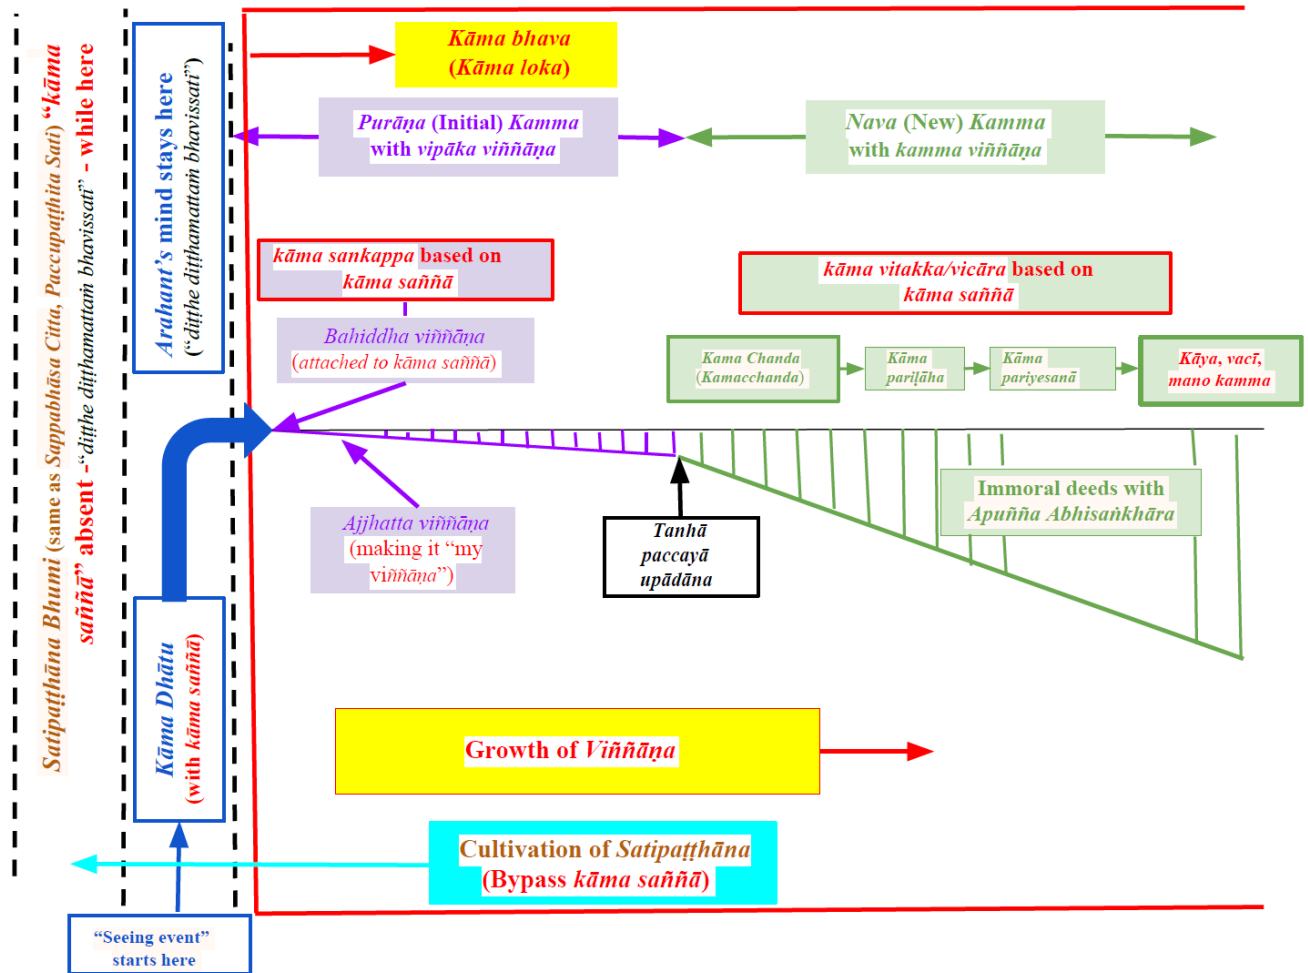 Satipaṭṭhāna Bhumi (same as Sappabhāsa Citta, Paccupaṭṭhita Sati) “kāma
saññā” absent -“diṭṭhe diṭṭhamattaṁ bhavissati” - while here
Arahant’s mind stays here
(“diṭṭhe diṭṭhamattaṁ bhavissati”)
Kāma Dhātu
(with kāma saññā)
“Seeing event”
starts here
Kāma bhava
(Kāma loka)
Purāṇa (Initial) Kamma
with vipāka viññāṇa
Nava (New) Kamma
with kamma viññāṇa
kāma sankappa based on
kāma saññā
kāma vitakka/vicāra based on
kāma saññā
Bahiddha viññāṇa
(attached to kāma saññā)
Kama Chanda
(Kamacchanda)
Kāma
pariḷāha
Kāma
pariyesanā
Kāya, vacī,
mano kamma
Ajjhatta viññāṇa
(making it “my
viññāṇa”)
Tanhā
paccayā
upādāna
Immoral deeds with
Apuñña Abhisaṅkhāra
Growth of Viññāṇa
Cultivation of Satipaṭṭhāna
(Bypass kāma saññā)